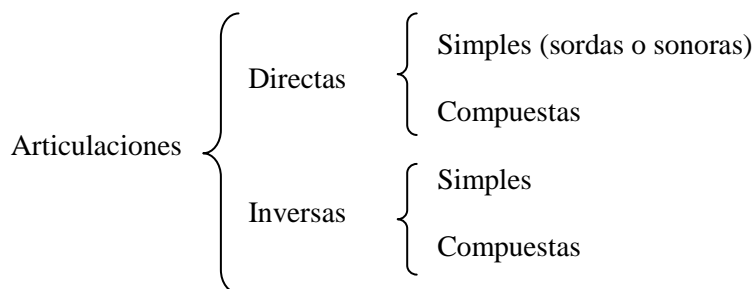 Simples (sordas o sonoras)
Directas
Compuestas
Articulaciones
Simples
Inversas
Compuestas